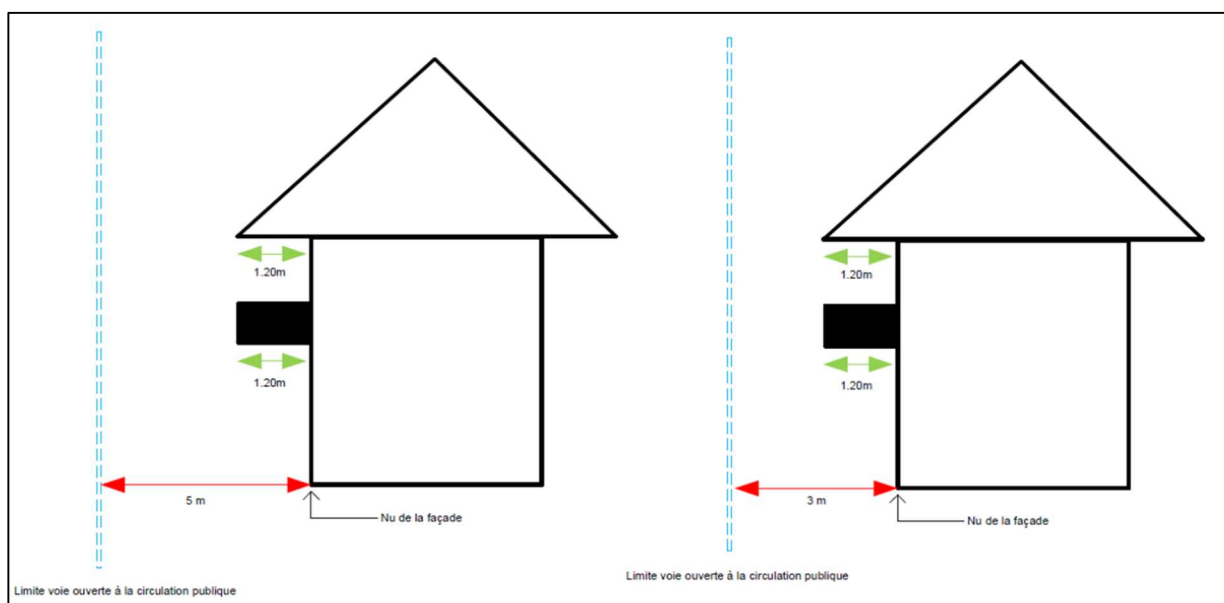 1.20m
1.20m
5 m
Nu de la façade
Limite voie ouverte à la circulation publique
1.20m
1.20m
3 m
Nu de la façade
Limite voie ouverte à la circulation publique